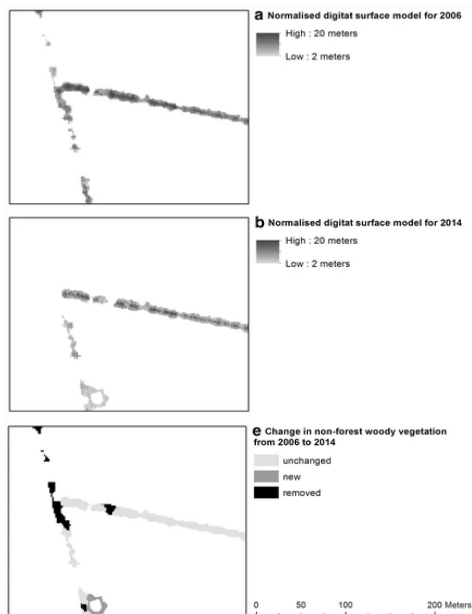 a Normalised digitat surface model for 2006
High : 20 meters
Low : 2 meters
b Normalised digitat surface model for 2014
High : 20 meters
Low : 2 meters
e Change in non-forest woody vegetation
from 2006 to 2014
unchanged
new
removed
0 50 100 200 Meters